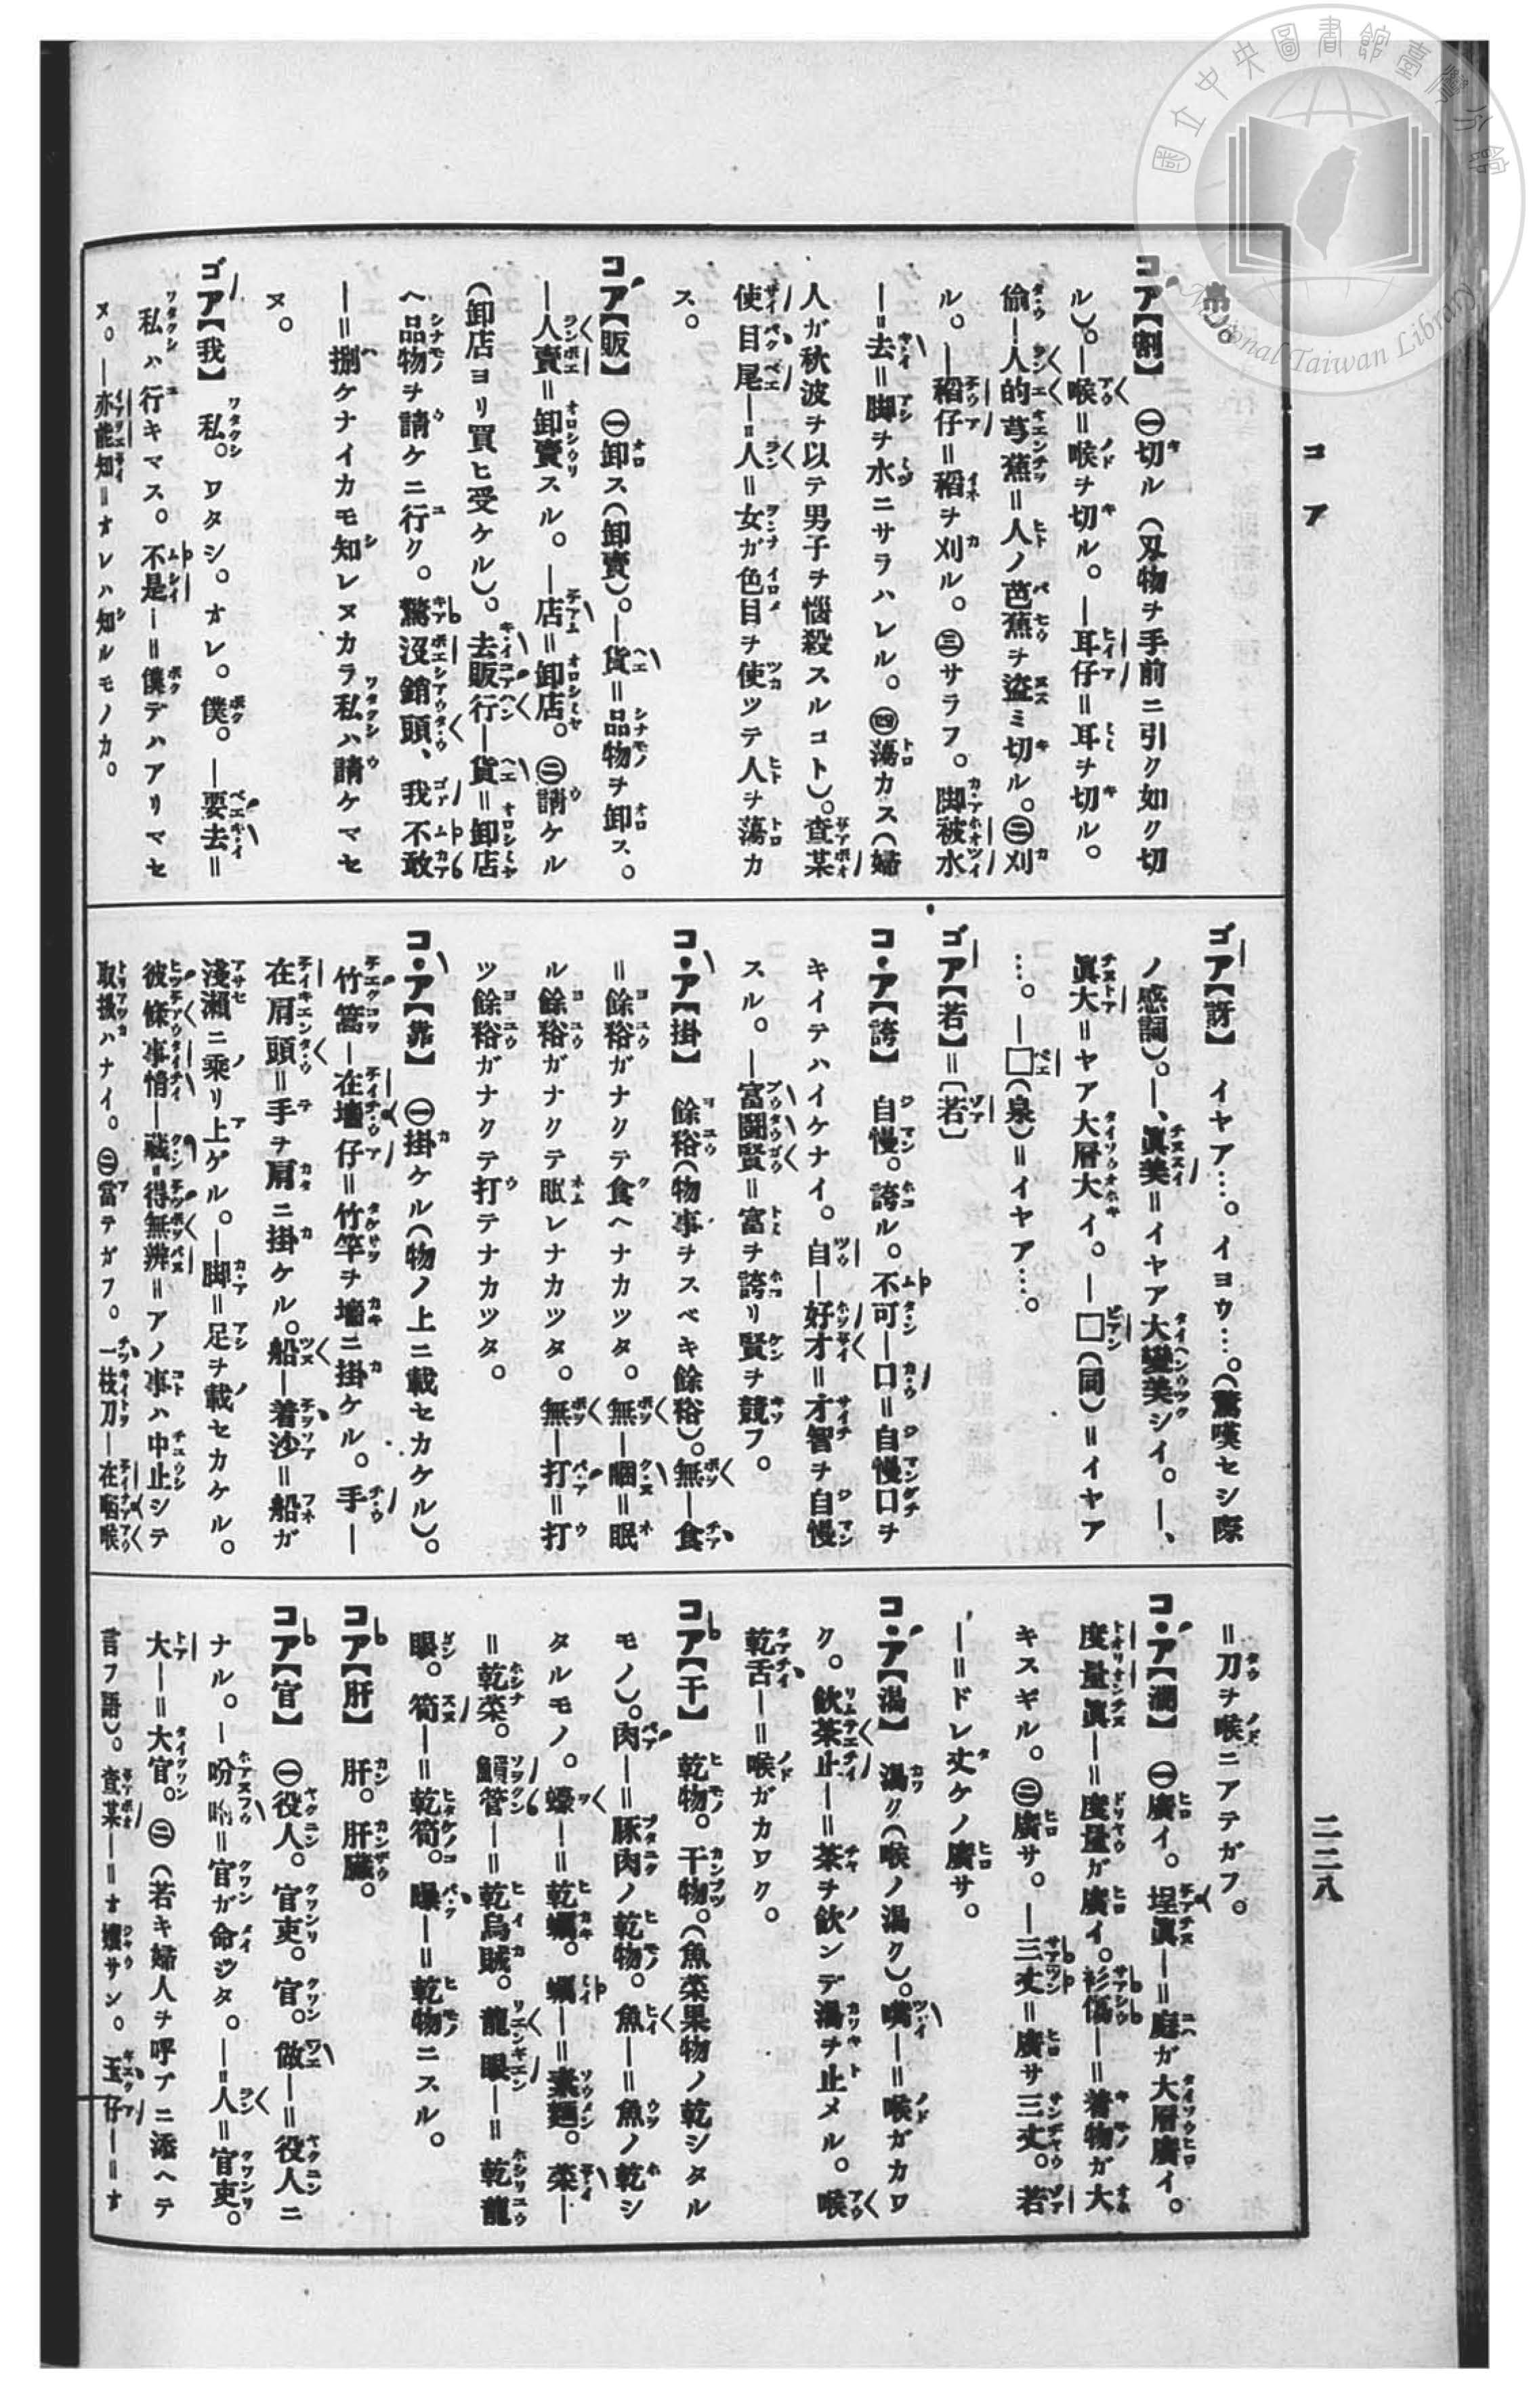 國立中央圖書館臺灣分館
National Taiwan Library
コア
二二八
コア【割】 ㊀切ル（刄物ヲ手前ニ引ク如ク切
ル）。―喉＝喉ヲ切ル。―耳仔＝耳ヲ切ル。
偷―人的芎蕉＝人ノ芭蕉ヲ盜ミ切ル。㊁刈
ル。―稻仔＝稻ヲ刈ル。㊂サラフ。脚被水
―去＝脚ヲ水ニサラハレル。㊃蕩カス（婦
人ガ秋波ヲ以テ男子ヲ惱殺スルコト）。查某
使目尾―人＝女ガ色目ヲ使ツテ人ヲ蕩カ
ス。
コア【販】 ㊀卸ス（卸賣）。―貨＝品物ヲ卸ス。
―人賣＝卸賣スル。―店＝卸店。㊁請ケル
（卸店ヨリ買ヒ受ケル）。去販行―貨＝卸店
ヘ品物ヲ請ケニ行ク。驚沒銷頭、我不敢
―＝捌ケナイカモ知レヌカラ私ハ請ケマセ
ヌ。
ゴア【我】 私。ワタシ。オレ。僕。―要去＝
私ハ行キマス。不是―＝僕デハアリマセ
ヌ。―亦能知＝オレハ知ルモノカ。
ゴア【訝】 イヤア…。イヨウ…。（驚嘆セシ際
ノ感詞）。―、眞美＝イヤア大變美シイ。―、
眞大＝ヤア大層大イ。―□（同）＝イヤア
…。―□（臬）＝イヤア…。
ゴア【若】＝〔若〕
コ・ア【誇】 自慢。誇ル。不可―口＝自慢口ヲ
キイテハイケナイ。自―好才＝才智ヲ自慢
スル。―富鬪賢＝富ヲ誇リ賢ヲ競フ。
コ・ア【掛】 餘裕（物事ヲスベキ餘裕）。無―食
＝餘裕ガナクテ食ヘナカツタ。無―睏＝眠
ル餘裕ガナクテ眠レナカツタ。無―打＝打
ツ餘裕ガナクテ打テナカツタ。
コ・ア【靠】 ㊀掛ケル（物ノ上ニ載セカケル）。
竹篙―在墻仔＝竹竿ヲ墻ニ掛ケル。手―
在肩頭＝手ヲ肩ニ掛ケル。船―着沙＝船ガ
淺瀨ニ乘リ上ゲル。―脚＝足ヲ載セカケル。
彼條事情―藏得無辨＝アノ事ハ中止シテ
取掛ハナイ。㊁當テガフ。一枝刀―在咽喉
＝刀ヲ喉ニアテガフ。
コ・ア【濶】 ㊀廣イ。埕眞―＝庭ガ大層廣イ。
度量眞―＝度量ガ廣イ。衫傷―＝着物ガ大
キスギル。㊁廣サ。―三丈＝廣サ三丈。若
―＝ドレ丈ケノ廣サ。
コ・ア【渴】 渴ク（喉ノ渴ク）。嘴―＝喉ガカワ
ク。飮茶止―＝茶ヲ飮ンデ渴ヲ止メル。喉
乾舌―＝喉ガカワク。
コア【干】 乾物。干物。（魚菜果物ノ乾シタル
モノ）。肉―＝豚肉ノ乾物。魚―＝魚ノ乾シ
タルモノ。蠔―＝乾蠣。―＝素麵。菜―
＝乾菜。管―＝乾烏賊。龍眼―＝乾龍
眼。筍―＝乾筍。曝―＝乾物ニスル。
コア【肝】 肝。肝臟。
コア【官】 ㊀役人。官吏。官。做―＝役人ニ
ナル。―吩咐＝官ガ命ジタ。―人＝官吏。
大―＝大官。㊁（若キ婦人ヲ呼ブニ添ヘテ
言フ語）。查某―＝オ孃サン。玉仔―＝オ